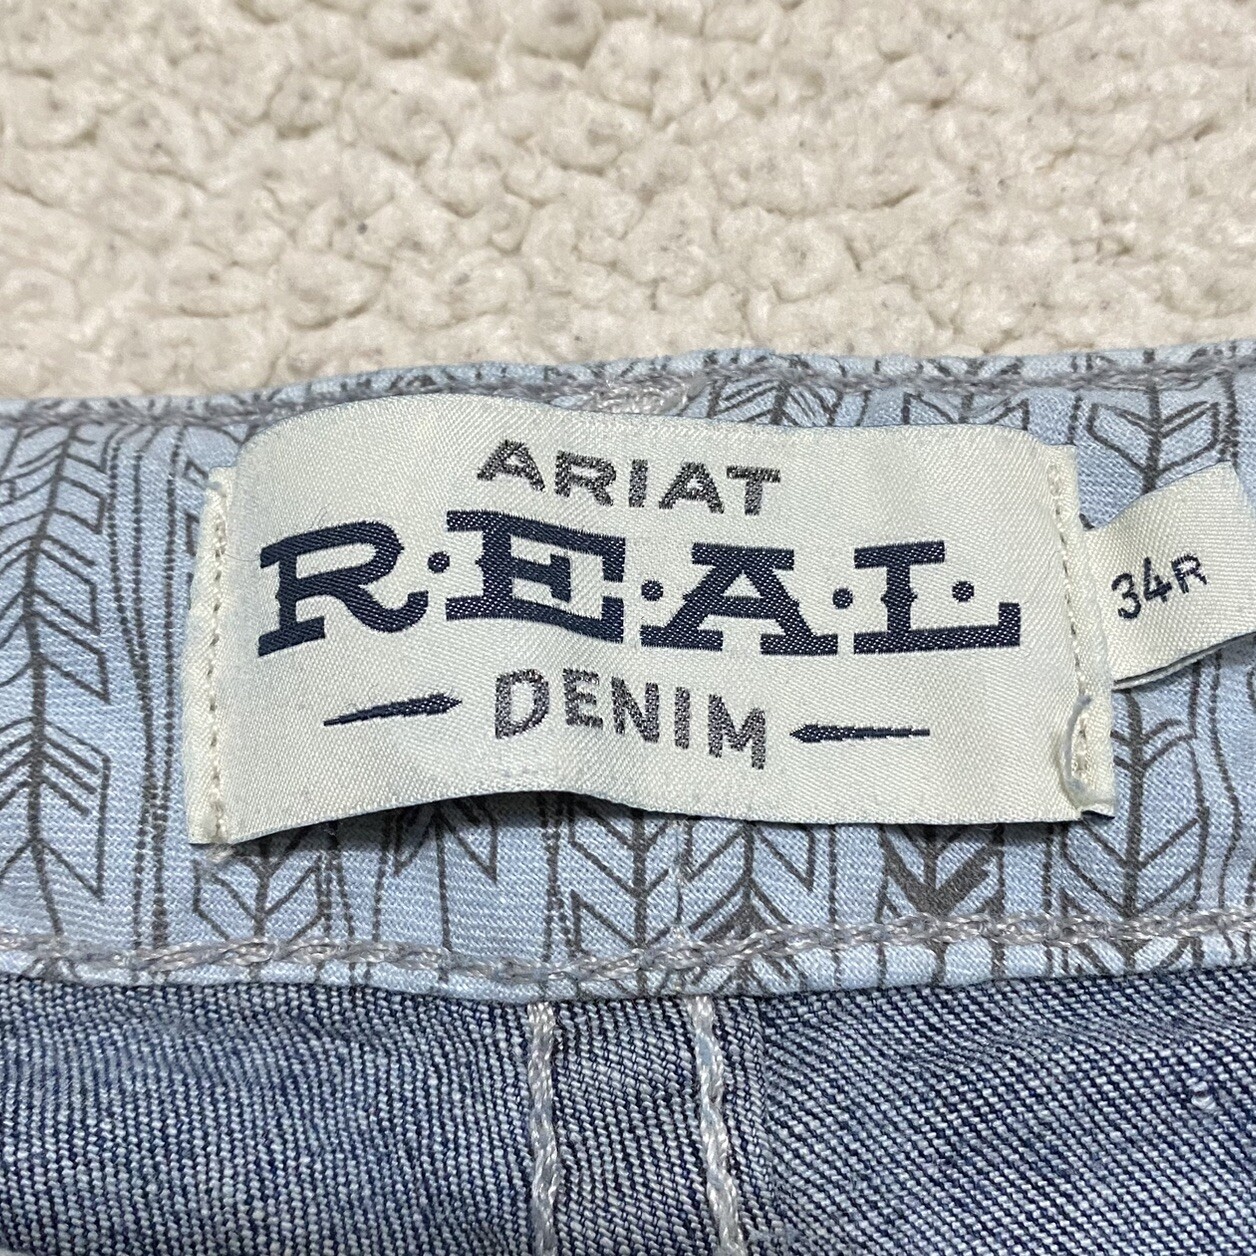 ARIAT
R·E·A·L·
DENIM
34R